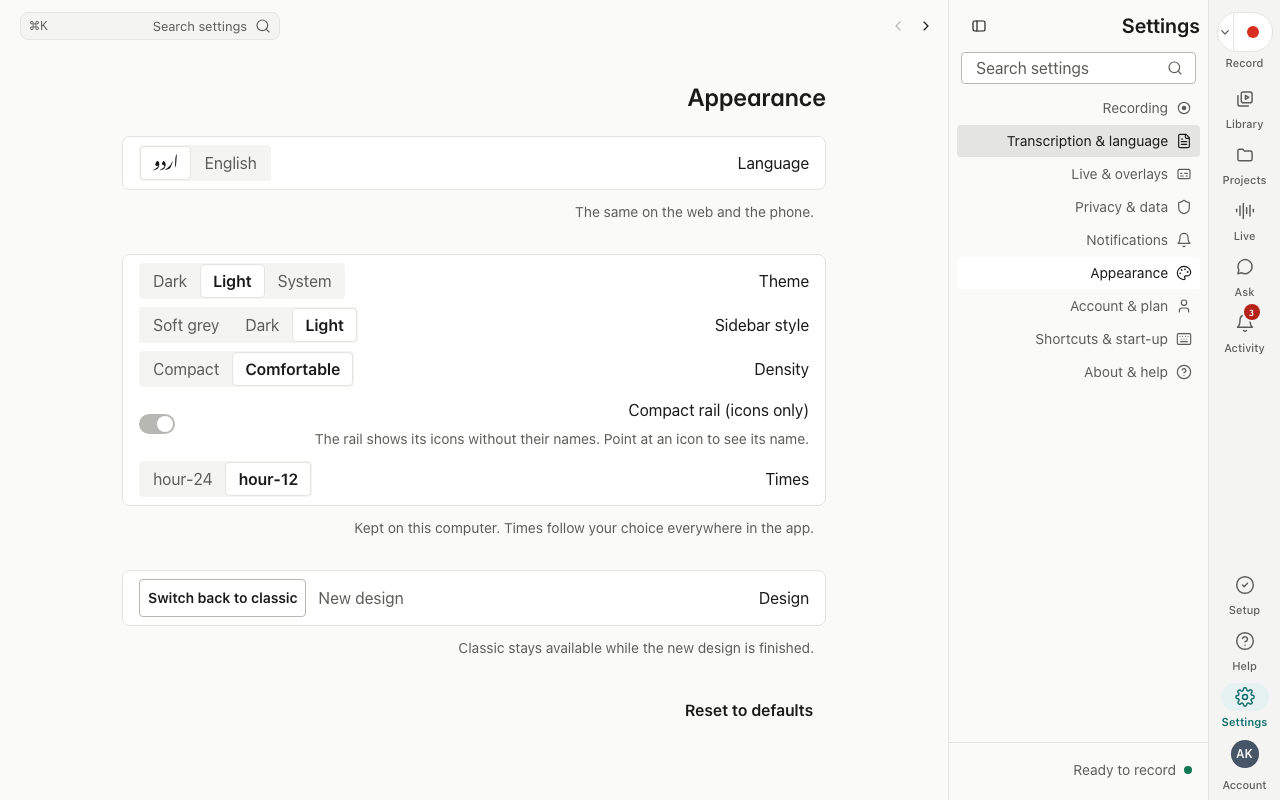 Record
Library
Projects
Live
Ask
3
Activity
Setup
Help
Settings
AK
Account
Settings
Search settings
Recording
Transcription & language
Live & overlays
Privacy & data
Notifications
Appearance
Account & plan
Shortcuts & start-up
About & help
Ready to record
Search settings
⌘K
Appearance
Language
English
اردو
The same on the web and the phone.
Theme
System
Light
Dark
Sidebar style
Light
Dark
Soft grey
Density
Comfortable
Compact
Compact rail (icons only)
The rail shows its icons without their names. Point at an icon to see its name.
Times
hour-12
hour-24
Kept on this computer. Times follow your choice everywhere in the app.
Design
New design
Switch back to classic
Classic stays available while the new design is finished.
Reset to defaults